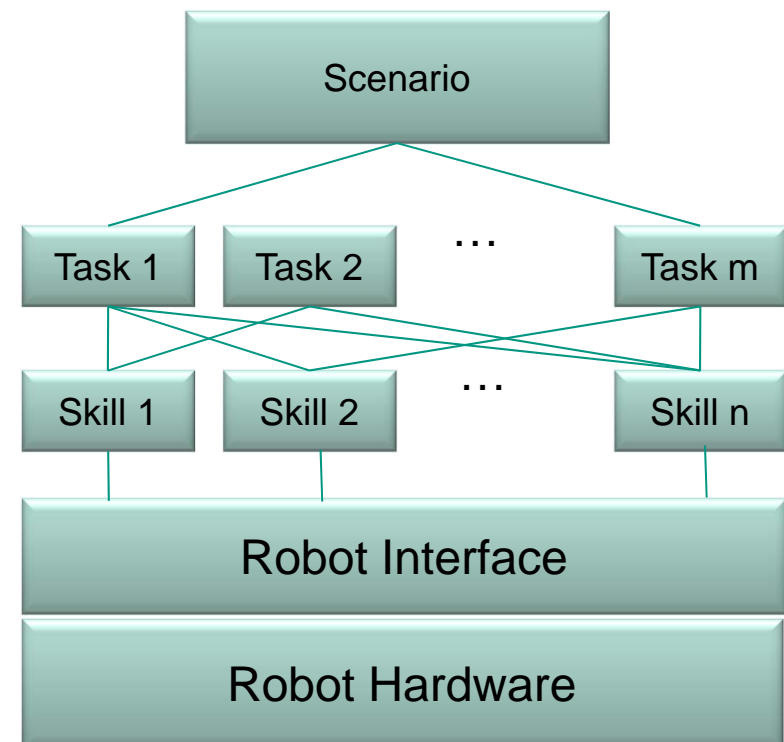 Scenario
Task 1
Task 2
...
Task m
Skill 1
Skill 2
...
Skill n
Robot Interface
Robot Hardware